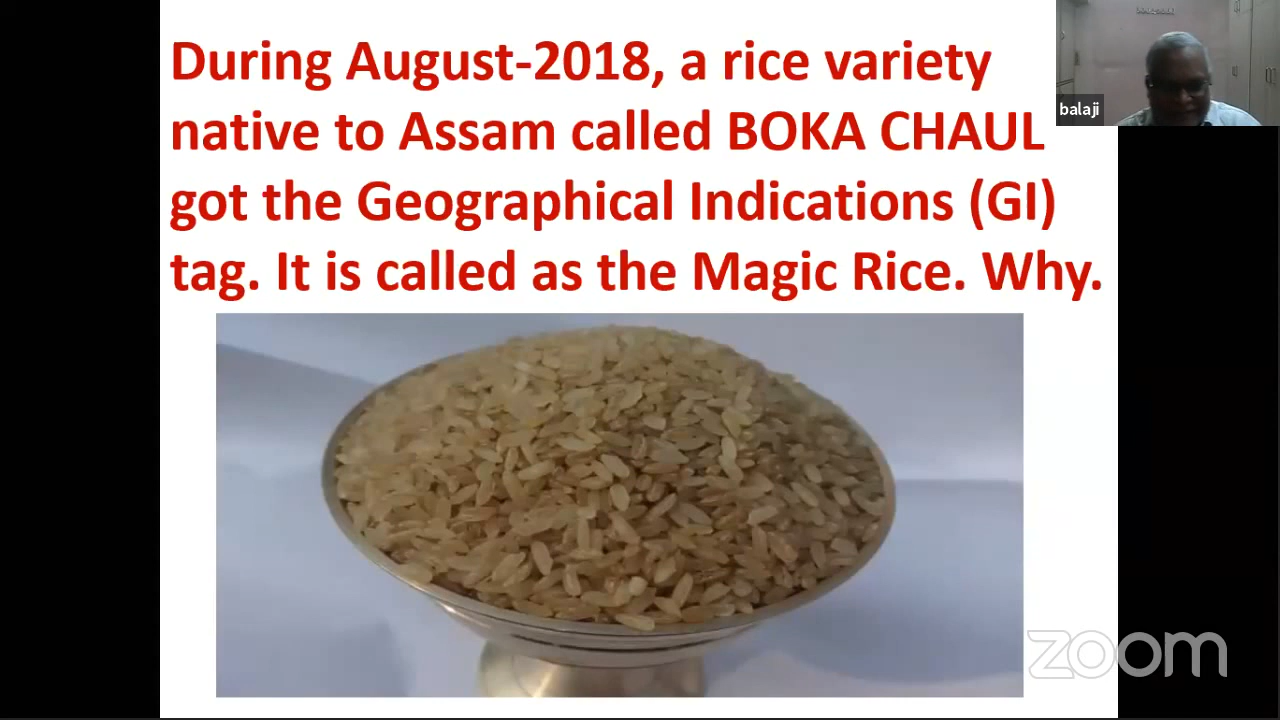 During August-2018, a rice variety
native to Assam called BOKA CHAUL
got the Geographical Indications (GI)
tag. It is called as the Magic Rice. Why.
balaji
zoom